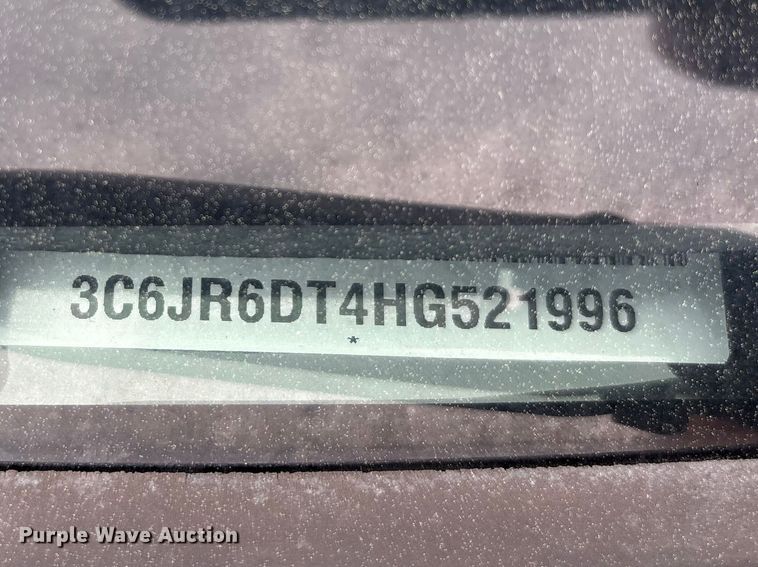 3C6JR6DT4HG521996
*
Purple Wave Auction